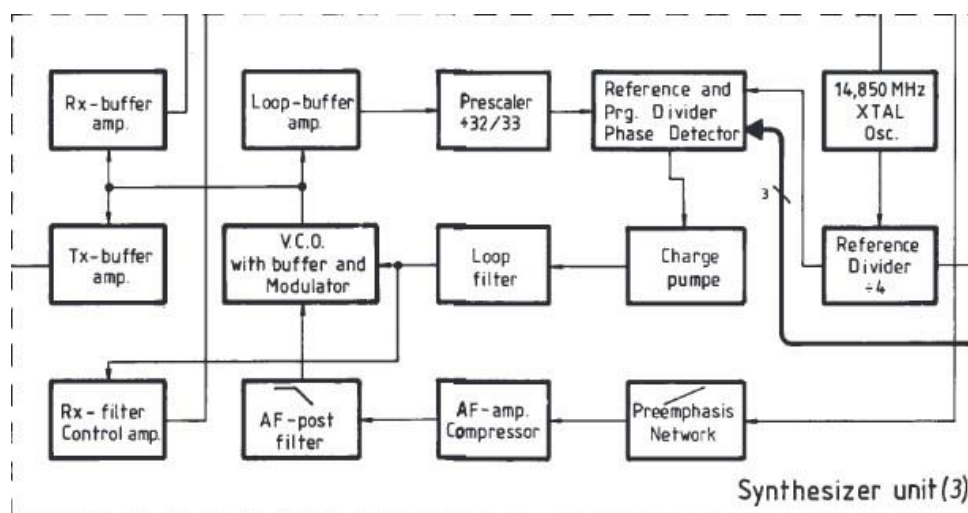 Rx-buffer
amp.
Loop-buffer
amp.
Prescaler
÷32/33
Reference and
Prg. Divider
Phase Detector
14,850 MHz
XTAL
Osc.
3
Tx-buffer
amp.
V.C.O.
with buffer and
Modulator
Loop
filter
Charge
pumpe
Reference
Divider
÷4
Rx-filter
Control amp.
AF-post
filter
AF-amp.
Compressor
Preemphasis
Network
Synthesizer unit(3)